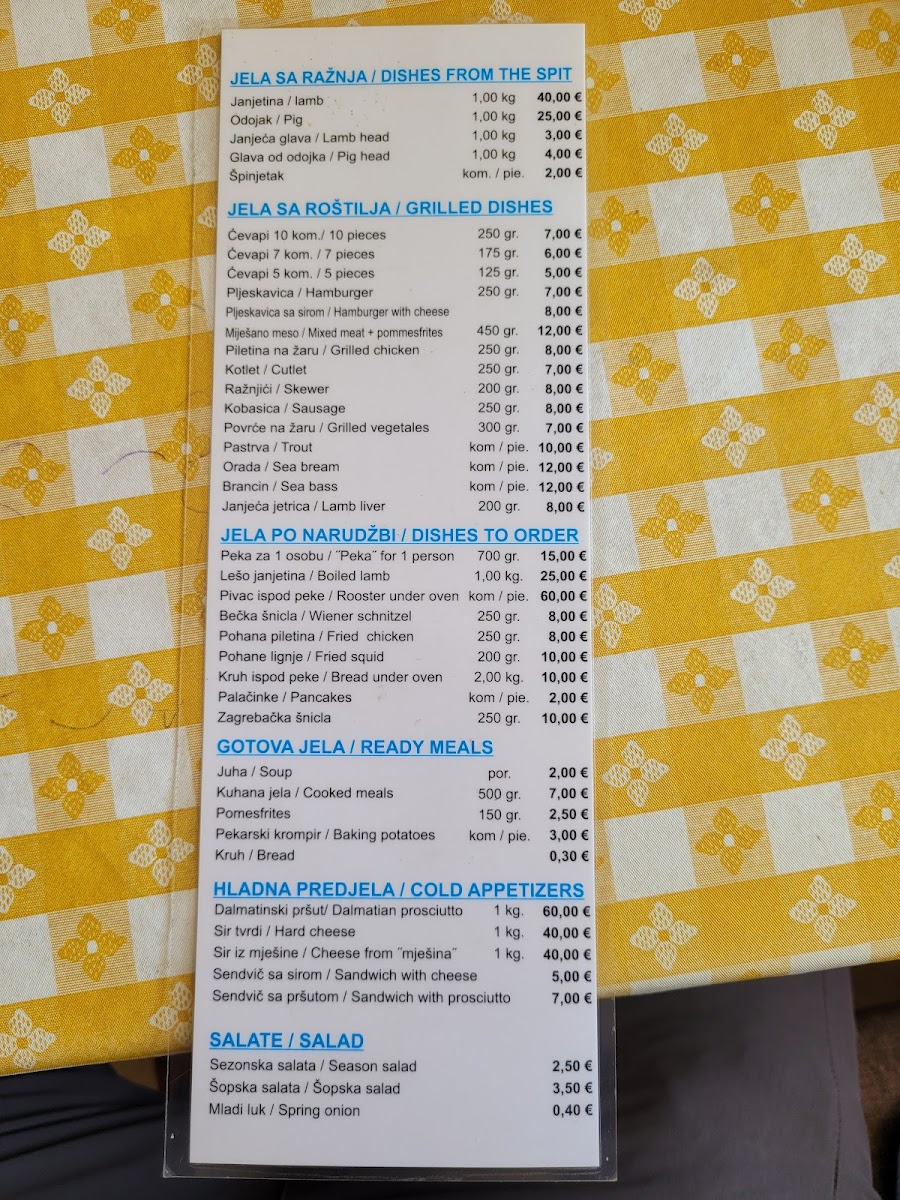 JELA SA RAŽNJA / DISHES FROM THE SPIT
Janjetina / lamb 1,00 kg 40,00 €
Odojak / Pig 1,00 kg 25,00 €
Janjeća glava / Lamb head 1,00 kg 3,00 €
Glava od odojka / Pig head 1,00 kg 4,00 €
Špinjetak kom. / pie. 2,00 €
JELA SA ROŠTILJA / GRILLED DISHES
Ćevapi 10 kom./ 10 pieces 250 gr. 7,00 €
Ćevapi 7 kom. / 7 pieces 175 gr. 6,00 €
Ćevapi 5 kom. / 5 pieces 125 gr. 5,00 €
Pljeskavica / Hamburger 250 gr. 7,00 €
Pljeskavica sa sirom / Hamburger with cheese 8,00 €
Miješano meso / Mixed meat + pommesfrites 450 gr. 12,00 €
Piletina na žaru / Grilled chicken 250 gr. 8,00 €
Kotlet / Cutlet 250 gr. 7,00 €
Ražnjići / Skewer 200 gr. 8,00 €
Kobasica / Sausage 250 gr. 8,00 €
Povrće na žaru / Grilled vegetales 300 gr. 7,00 €
Pastrva / Trout kom / pie. 10,00 €
Orada / Sea bream kom / pie. 12,00 €
Brancin / Sea bass kom / pie. 12,00 €
Janjeća jetrica / Lamb liver 200 gr. 8,00 €
JELA PO NARUDŽBI / DISHES TO ORDER
Peka za 1 osobu / ˝Peka˝ for 1 person 700 gr. 15,00 €
Lešo janjetina / Boiled lamb 1,00 kg. 25,00 €
Pivac ispod peke / Rooster under oven kom / pie. 60,00 €
Bečka šnicla / Wiener schnitzel 250 gr. 8,00 €
Pohana piletina / Fried chicken 250 gr. 8,00 €
Pohane lignje / Fried squid 200 gr. 10,00 €
Kruh ispod peke / Bread under oven 2,00 kg. 10,00 €
Palačinke / Pancakes kom / pie. 2,00 €
Zagrebačka šnicla 250 gr. 10,00 €
GOTOVA JELA / READY MEALS
Juha / Soup por. 2,00 €
Kuhana jela / Cooked meals 500 gr. 7,00 €
Pomesfrites 150 gr. 2,50 €
Pekarski krompir / Baking potatoes kom / pie. 3,00 €
Kruh / Bread 0,30 €
HLADNA PREDJELA / COLD APPETIZERS
Dalmatinski pršut/ Dalmatian prosciutto 1 kg. 60,00 €
Sir tvrdi / Hard cheese 1 kg. 40,00 €
Sir iz mješine / Cheese from ˝mješina˝ 1 kg. 40,00 €
Sendvič sa sirom / Sandwich with cheese 5,00 €
Sendvič sa pršutom / Sandwich with prosciutto 7,00 €
SALATE / SALAD
Sezonska salata / Season salad 2,50 €
Šopska salata / Šopska salad 3,50 €
Mladi luk / Spring onion 0,40 €